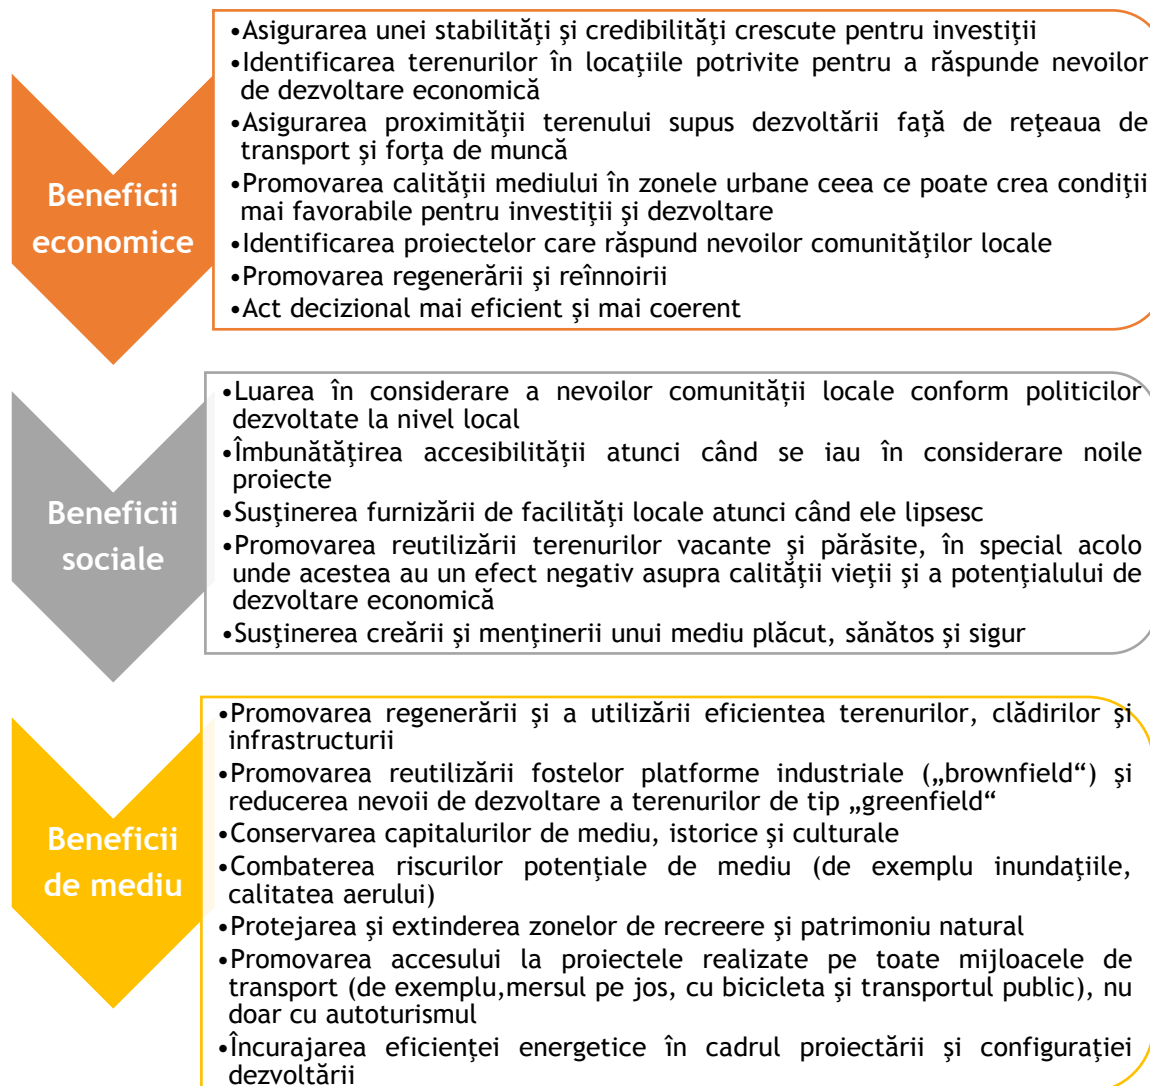 Beneficii
economice
•Asigurarea unei stabilităţi şi credibilităţi crescute pentru investiţii
•Identificarea terenurilor în locaţiile potrivite pentru a răspunde nevoilor
de dezvoltare economică
•Asigurarea proximităţii terenului supus dezvoltării faţă de reţeaua de
transport şi forţa de muncă
•Promovarea calităţii mediului în zonele urbane ceea ce poate crea condiţii
mai favorabile pentru investiţii şi dezvoltare
•Identificarea proiectelor care răspund nevoilor comunităţilor locale
•Promovarea regenerării şi reînnoirii
•Act decizional mai eficient şi mai coerent
Beneficii
sociale
•Luarea în considerare a nevoilor comunităţii locale conform politicilor
dezvoltate la nivel local
•Îmbunătăţirea accesibilităţii atunci când se iau în considerare noile
proiecte
•Susţinerea furnizării de facilităţi locale atunci când ele lipsesc
•Promovarea reutilizării terenurilor vacante şi părăsite, în special acolo
unde acestea au un efect negativ asupra calităţii vieţii şi a potenţialului de
dezvoltare economică
•Susţinerea creării şi menţinerii unui mediu plăcut, sănătos şi sigur
Beneficii
de mediu
•Promovarea regenerării şi a utilizării eficientea terenurilor, clădirilor şi
infrastructurii
•Promovarea reutilizării fostelor platforme industriale („brownfield“) şi
reducerea nevoii de dezvoltare a terenurilor de tip „greenfield“
•Conservarea capitalurilor de mediu, istorice şi culturale
•Combaterea riscurilor potenţiale de mediu (de exemplu inundaţiile,
calitatea aerului)
•Protejarea şi extinderea zonelor de recreere şi patrimoniu natural
•Promovarea accesului la proiectele realizate pe toate mijloacele de
transport (de exemplu,mersul pe jos, cu bicicleta şi transportul public), nu
doar cu autoturismul
•Încurajarea eficienţei energetice în cadrul proiectării şi configuraţiei
dezvoltării